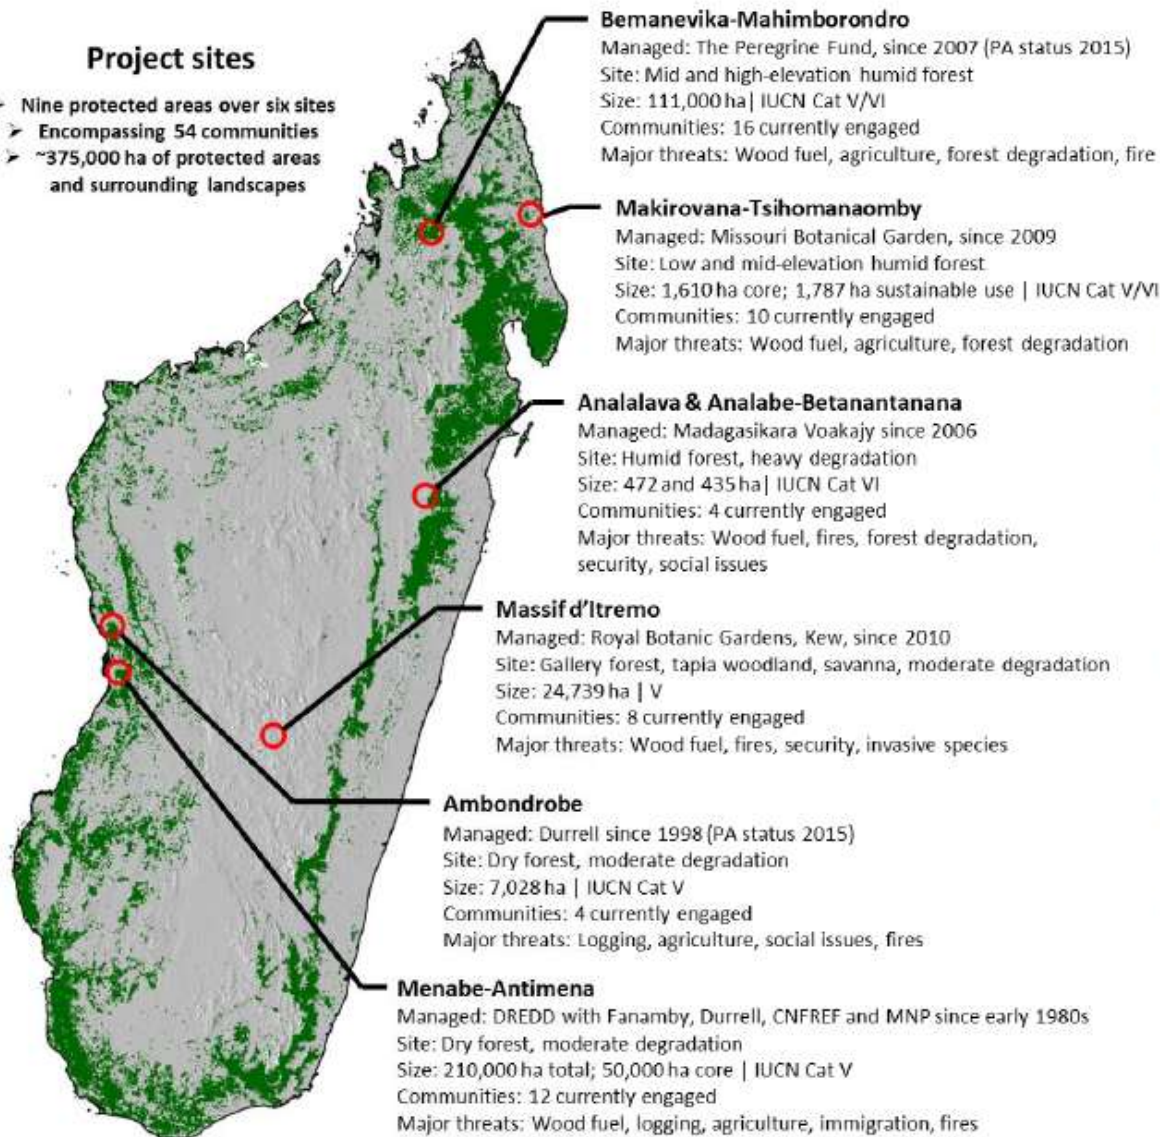 Project sites
➤ Nine protected areas over six sites
➤ Encompassing 54 communities
➤ ~375,000 ha of protected areas
and surrounding landscapes
Bemanevika-Mahimborondro
Managed: The Peregrine Fund, since 2007 (PA status 2015)
Site: Mid and high-elevation humid forest
Size: 111,000 ha| IUCN Cat V/VI
Communities: 16 currently engaged
Major threats: Wood fuel, agriculture, forest degradation, fire
Makirovana-Tsihomanaomby
Managed: Missouri Botanical Garden, since 2009
Site: Low and mid-elevation humid forest
Size: 1,610 ha core; 1,787 ha sustainable use | IUCN Cat V/VI
Communities: 10 currently engaged
Major threats: Wood fuel, agriculture, forest degradation
Analalava & Analabe-Betanantanana
Managed: Madagasikara Voakajy since 2006
Site: Humid forest, heavy degradation
Size: 472 and 435 ha| IUCN Cat VI
Communities: 4 currently engaged
Major threats: Wood fuel, fires, forest degradation,
security, social issues
Massif d'Itremo
Managed: Royal Botanic Gardens, Kew, since 2010
Site: Gallery forest, tapia woodland, savanna, moderate degradation
Size: 24,739 ha | V
Communities: 8 currently engaged
Major threats: Wood fuel, fires, security, invasive species
Ambondrobe
Managed: Durrell since 1998 (PA status 2015)
Site: Dry forest, moderate degradation
Size: 7,028 ha | IUCN Cat V
Communities: 4 currently engaged
Major threats: Logging, agriculture, social issues, fires
Menabe-Antimena
Managed: DREDD with Fanamby, Durrell, CNFREF and MNP since early 1980s
Site: Dry forest, moderate degradation
Size: 210,000 ha total; 50,000 ha core | IUCN Cat V
Communities: 12 currently engaged
Major threats: Wood fuel, logging, agriculture, immigration, fires